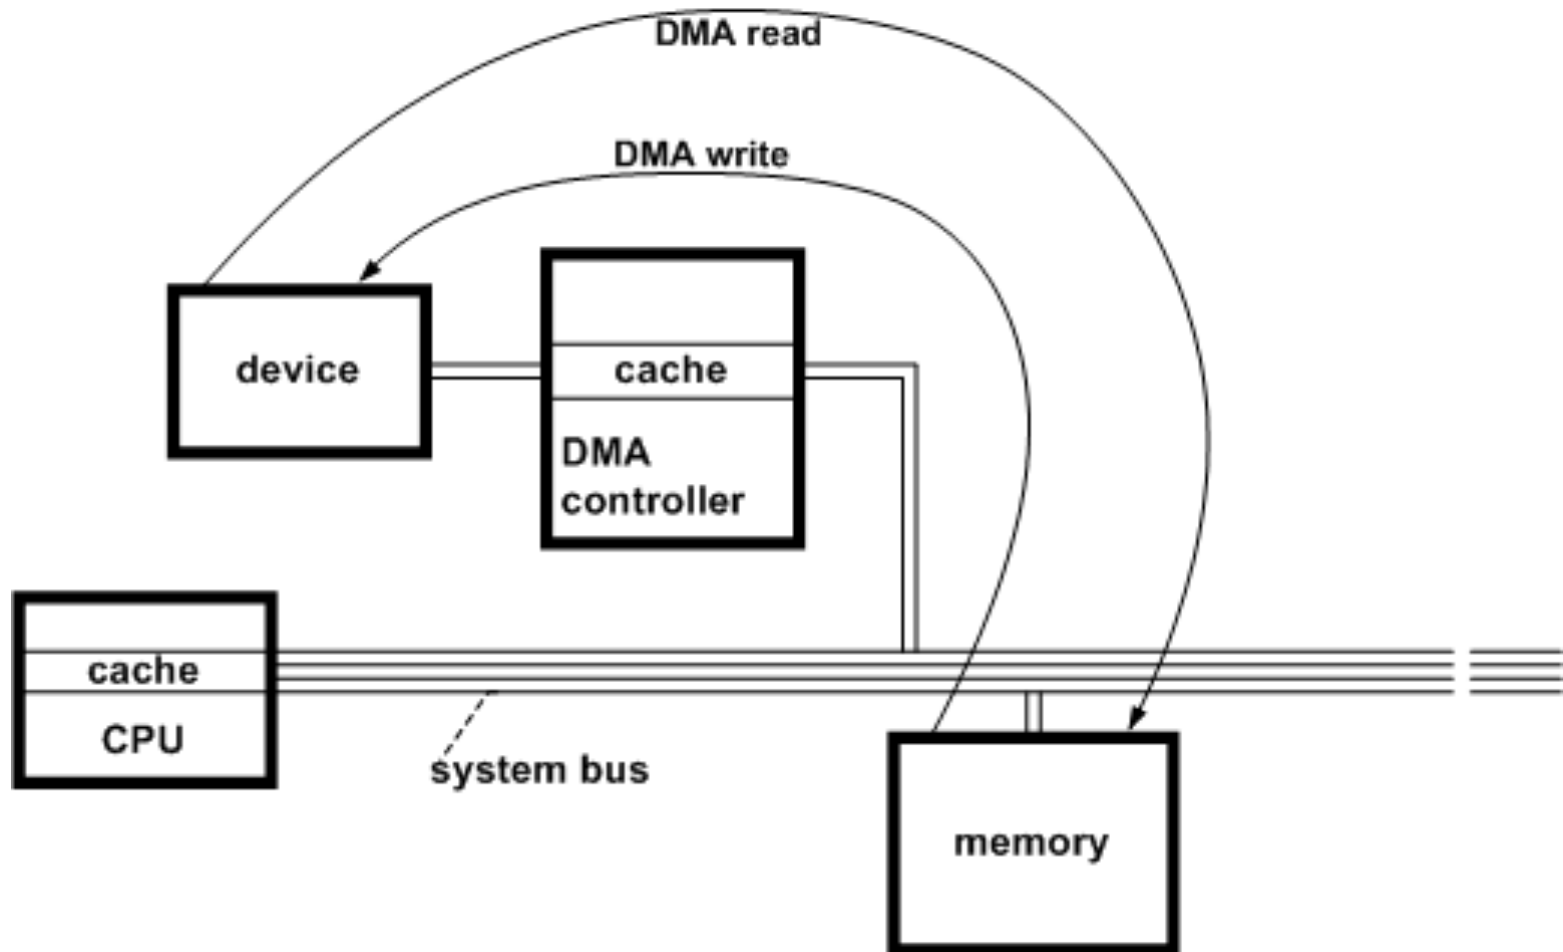 DMA read
DMA write
device
cache
DMA
controller
cache
CPU
system bus
memory